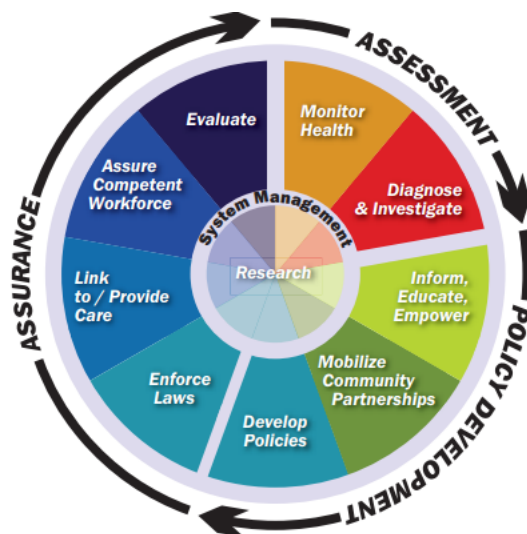 ASSESSMENT
POLICY DEVELOPMENT
ASSURANCE
Monitor
Health
Diagnose
& Investigate
Inform,
Educate,
Empower
Mobilize
Community
Partnerships
Develop
Policies
Enforce
Laws
Link
to / Provide
Care
Assure
Competent
Workforce
Evaluate
System Management
Research